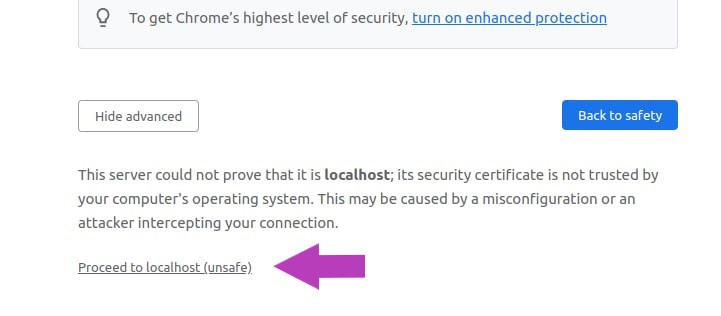 To get Chrome’s highest level of security, turn on enhanced protection
Hide advanced
Back to safety
This server could not prove that it is localhost; its security certificate is not trusted by
your computer's operating system. This may be caused by a misconfiguration or an
attacker intercepting your connection.
Proceed to localhost (unsafe)